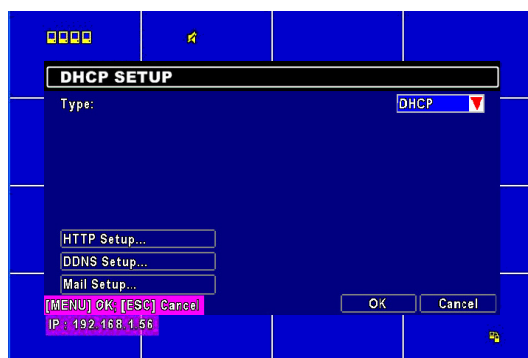 DHCP SETUP
Type: DHCP
HTTP Setup...
DDNS Setup...
Mail Setup...
[MENU] OK; [ESC] Cancel
OK Cancel
IP : 192.168.1.56